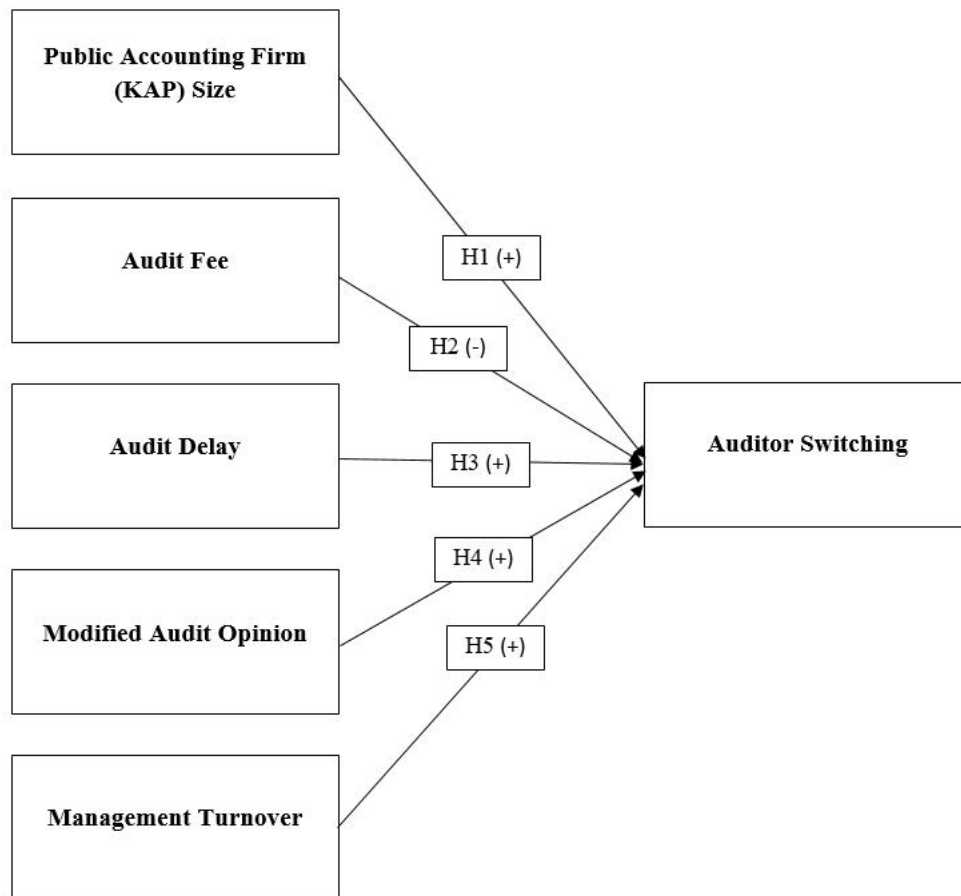 Public Accounting Firm
(KAP) Size
H1 (+)
Audit Fee
H2 (-)
Audit Delay
H3 (+)
Auditor Switching
H4 (+)
Modified Audit Opinion
H5 (+)
Management Turnover